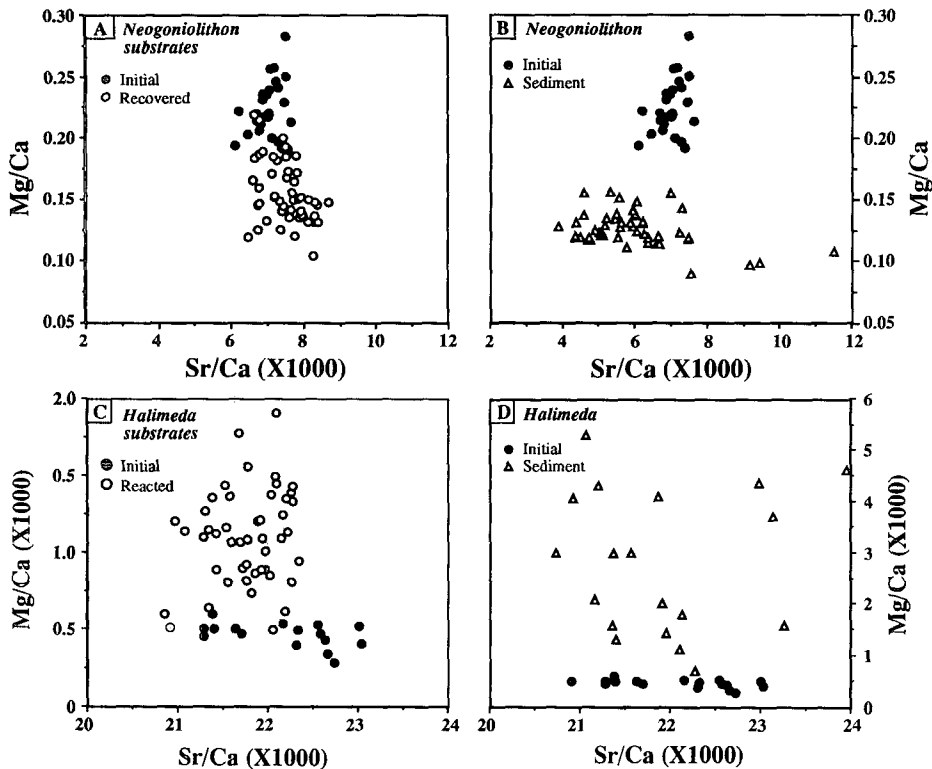 A Neogoniolithon substrates
Initial
Recovered
0.30
0.25
0.20
0.15
0.10
0.05
Mg/Ca
2 4 6 8 10 12
Sr/Ca (X1000)
B Neogoniolithon
Initial
Sediment
0.30
0.25
0.20
0.15
0.10
0.05
Mg/Ca
2 4 6 8 10 12
Sr/Ca (X1000)
C Halimeda substrates
Initial
Reacted
2.0
0.5
1.0
0.5
0
Mg/Ca (X1000)
20 21 22 23 24
Sr/Ca (X1000)
D Halimeda
Initial
Sediment
6
5
4
3
2
1
0
Mg/Ca (X1000)
20 21 22 23 24
Sr/Ca (X1000)